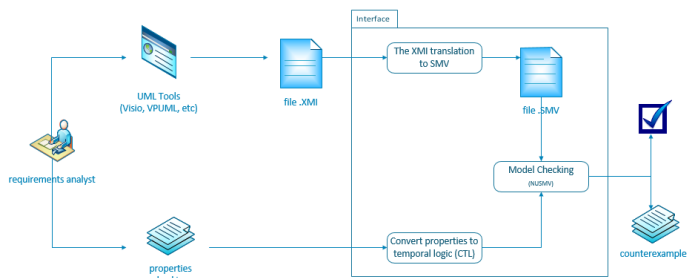 Interface
The XMI translation
to SMV
UML Tools
(Visio, VPUML, etc)
file .XMI
file .SMV
requirements analyst
Model Checking
(NUSMV)
Convert properties to
temporal logic (CTL)
counterexample
properties